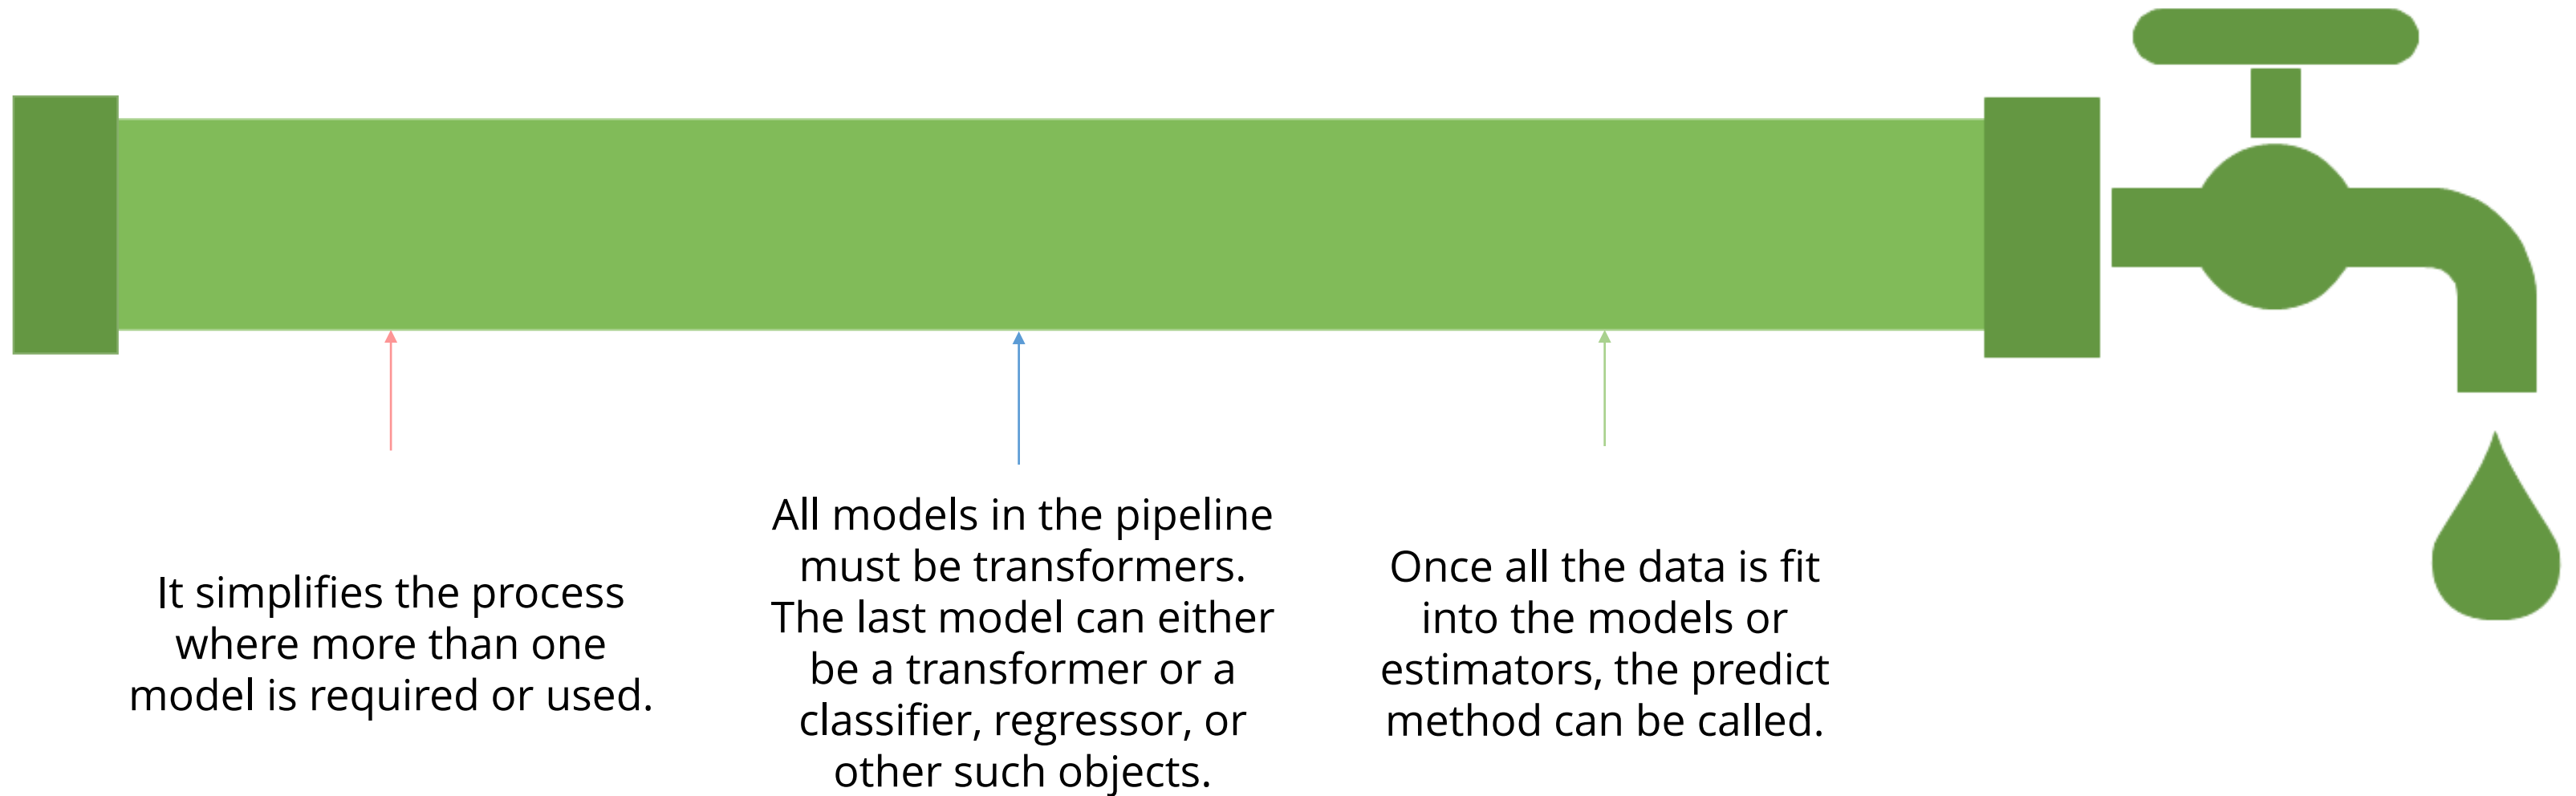 It simplifies the process
where more than one
model is required or used.
All models in the pipeline
must be transformers.
The last model can either
be a transformer or a
classifier, regressor, or
other such objects.
Once all the data is fit
into the models or
estimators, the predict
method can be called.